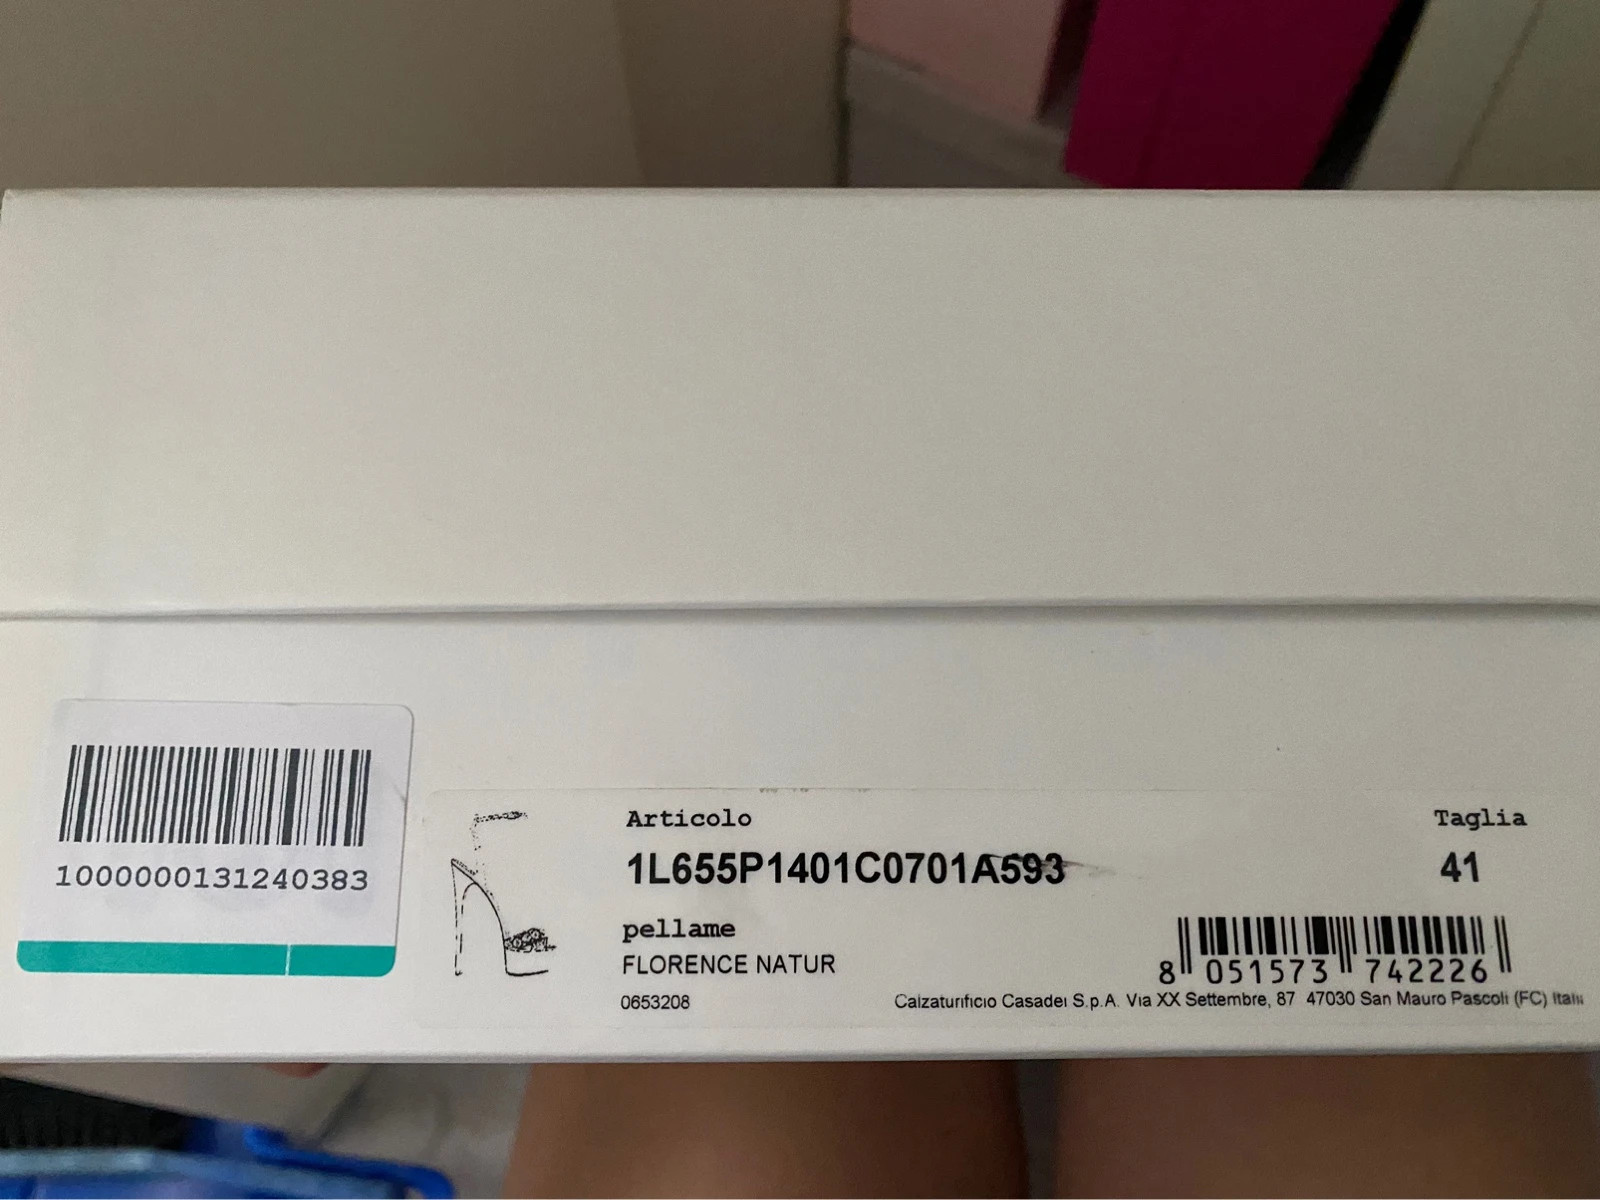 1000000131240383
Articolo
1L655P1401C0701A593
Taglia
41
pellame
FLORENCE NATUR
0653208
8 051573 742226
Calzaturificio Casadei S.p.A. Via XX Settembre, 87 47030 San Mauro Pascoli (FC) Italia